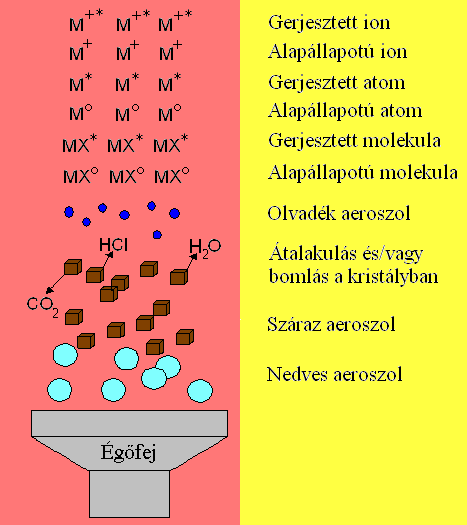 M+* M+* M+* Gerjesztett ion
M+ M+ M+ Alapállapotú ion
M* M* M* Gerjesztett atom
M° M° M° Alapállapotú atom
MX* MX* MX* Gerjesztett molekula
MX° MX° MX° Alapállapotú molekula
Olvadék aeroszol
HCl H2O Átalakulás és/vagy
bomlás a kristályban
CO2
Száraz aeroszol
Nedves aeroszol
Égőfej